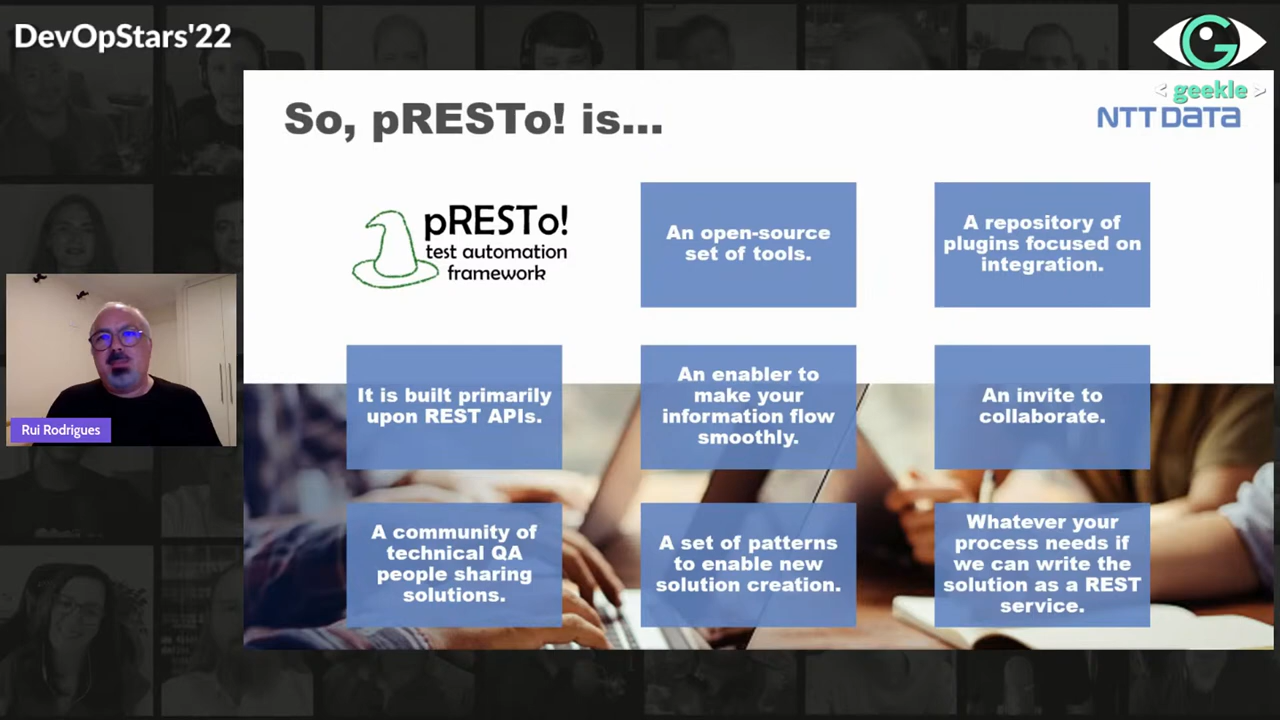 DevOpStars'22
< geekle >
So, pRESTo! is...
NTT DATA
pRESTo!
test automation
framework
An open-source
set of tools.
A repository of
plugins focused on
integration.
It is built primarily
upon REST APIs.
An enabler to
make your
information flow
smoothly.
An invite to
collaborate.
A community of
technical QA
people sharing
solutions.
A set of patterns
to enable new
solution creation.
Whatever your
process needs if
we can write the
solution as a REST
service.
Rui Rodrigues